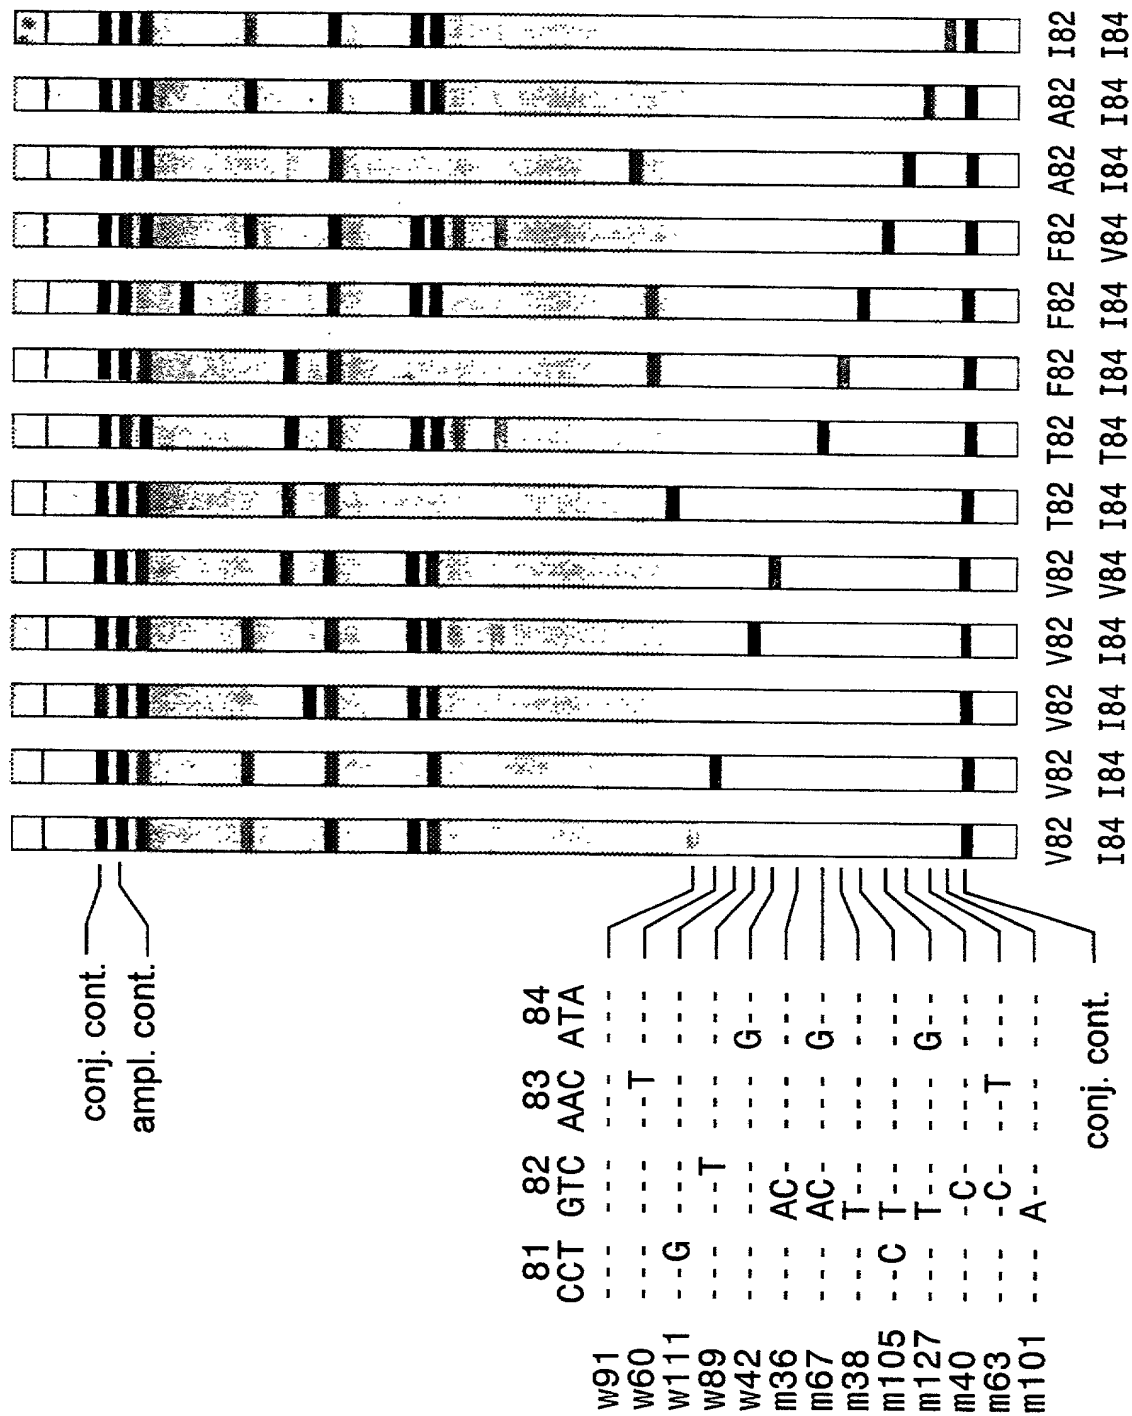 conj. cont.
ampl. cont.
81 82 83 84
CCT GTC AAC ATA
w91 --- --- --- ---
w60 --- --- --T ---
w111 --G --- --- ---
w89 --- --T --- ---
w42 --- --- --- G--
m36 --- AC- --- ---
m67 --- AC- --- G--
m38 --- T-- --- ---
m105 --C T-- --- ---
m127 --- T-- --- G--
m40 --- -C- --- ---
m63 --- -C- --T ---
m101 --- A-- --- ---
conj. cont.
V82 V82 V82 V82 V82 T82 T82 F82 F82 F82 A82 A82 I82
I84 I84 I84 I84 V84 I84 T84 I84 I84 V84 I84 I84 I84